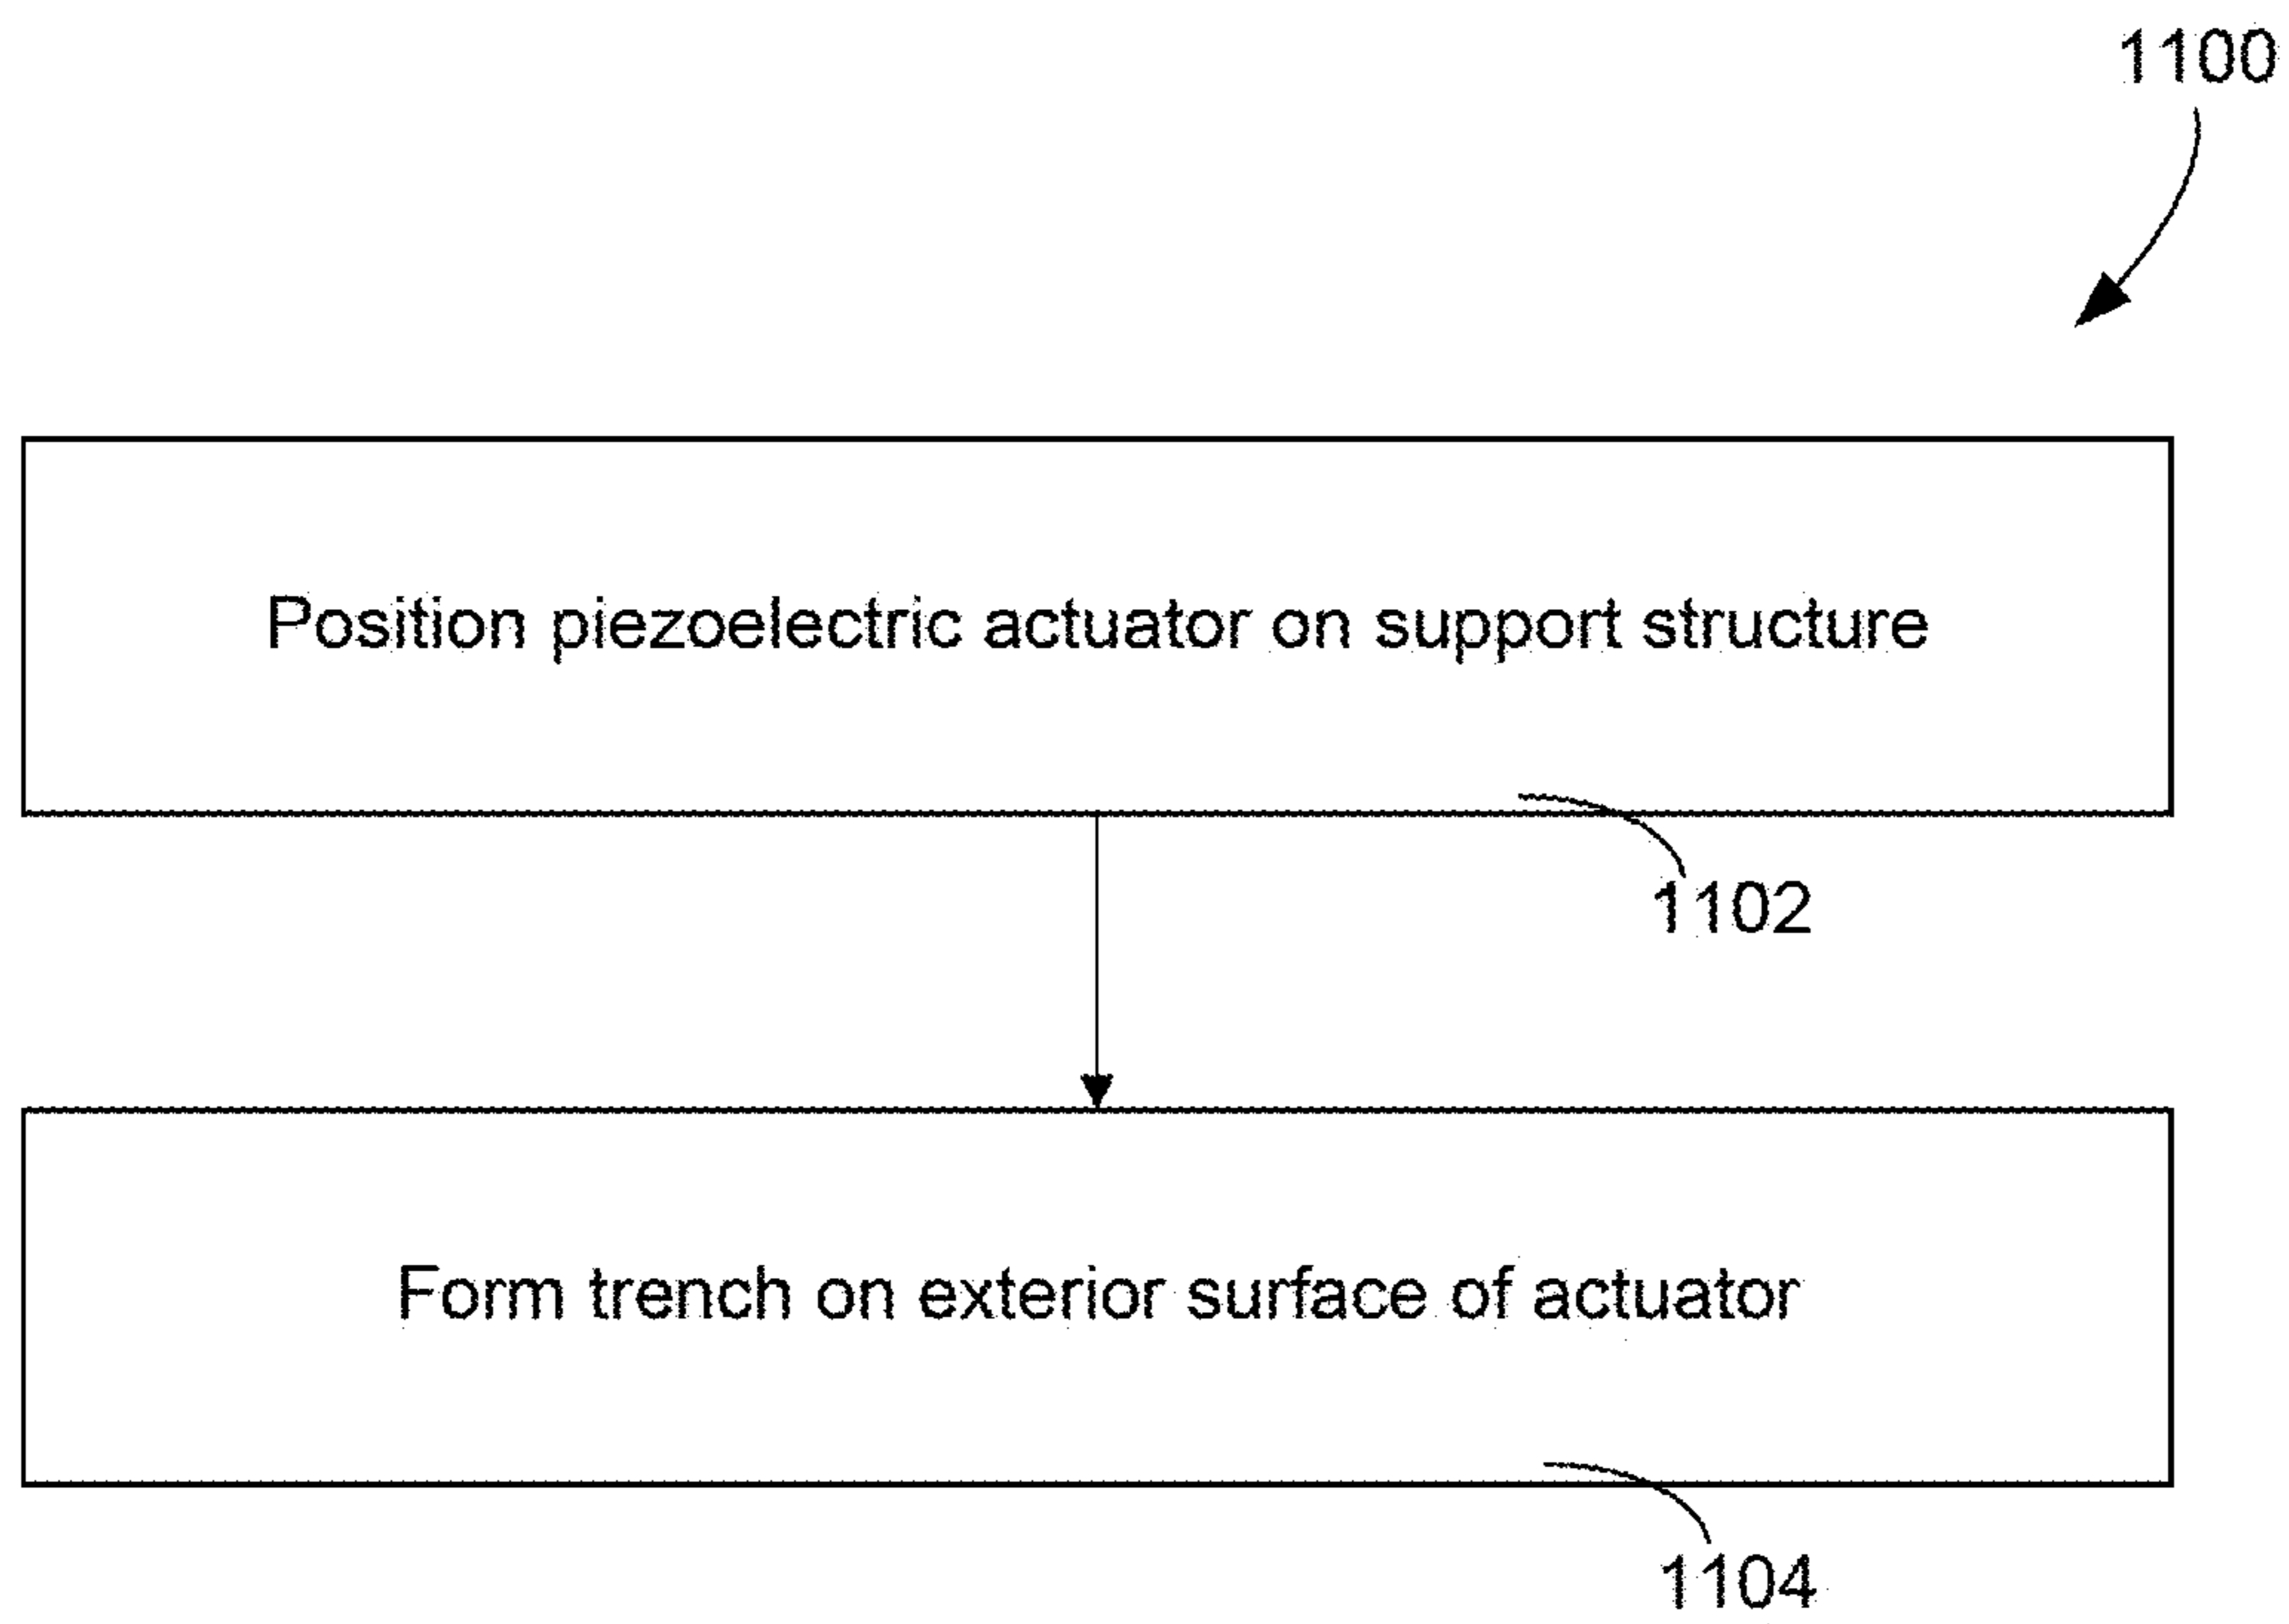 1100
Position piezoelectric actuator on support structure
1102
Form trench on exterior surface of actuator
1104